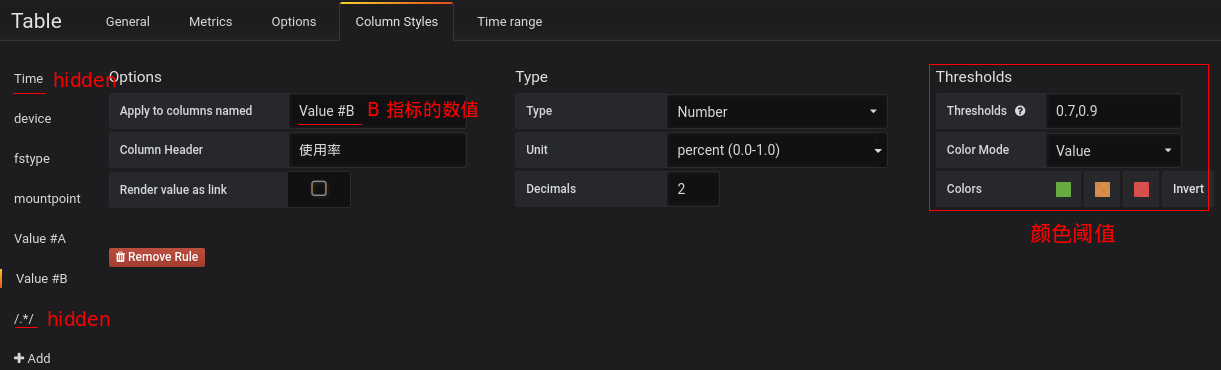 Table General Metrics Options Column Styles Time range
Time hidden
device
fstype
mountpoint
Value #A
Value #B
/.*/ hidden
Add
Options
Apply to columns named Value #B B 指标的数值
Column Header 使用率
Render value as link
Remove Rule
Type
Type Number
Unit percent (0.0-1.0)
Decimals 2
Thresholds
Thresholds 0.7,0.9
Color Mode Value
Colors Invert
颜色阈值